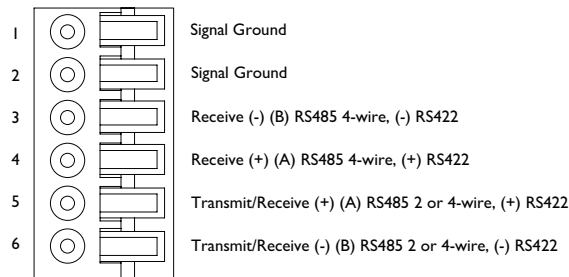 1 Signal Ground
2 Signal Ground
3 Receive (-) (B) RS485 4-wire, (-) RS422
4 Receive (+) (A) RS485 4-wire, (+) RS422
5 Transmit/Receive (+) (A) RS485 2 or 4-wire, (+) RS422
6 Transmit/Receive (-) (B) RS485 2 or 4-wire, (-) RS422